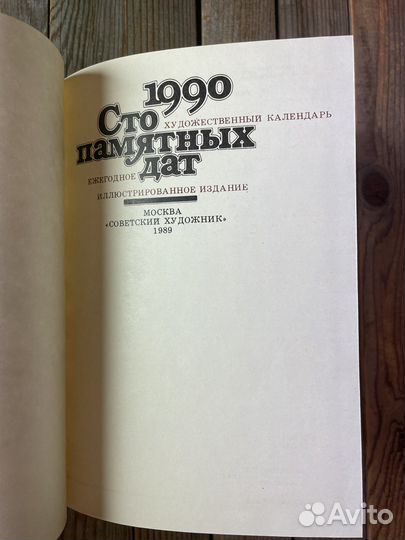 1990
Сто
ХУДОЖЕСТВЕННЫЙ КАЛЕНДАРЬ
памятных
дат
ЕЖЕГОДНОЕ
ИЛЛЮСТРИРОВАННОЕ ИЗДАНИЕ
МОСКВА
«СОВЕТСКИЙ ХУДОЖНИК»
1989
Avito